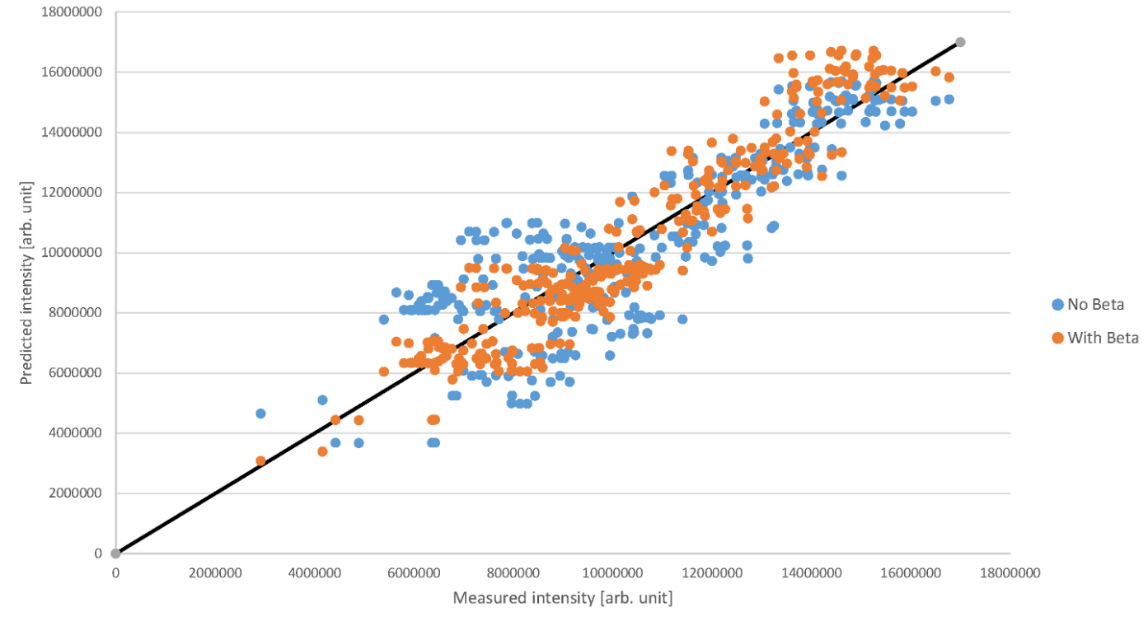 18000000
16000000
14000000
12000000
10000000
8000000
6000000
4000000
2000000
0
Predicted intensity [arb. unit]
0 2000000 4000000 6000000 8000000 10000000 12000000 14000000 16000000 18000000
Measured intensity [arb. unit]
No Beta
With Beta